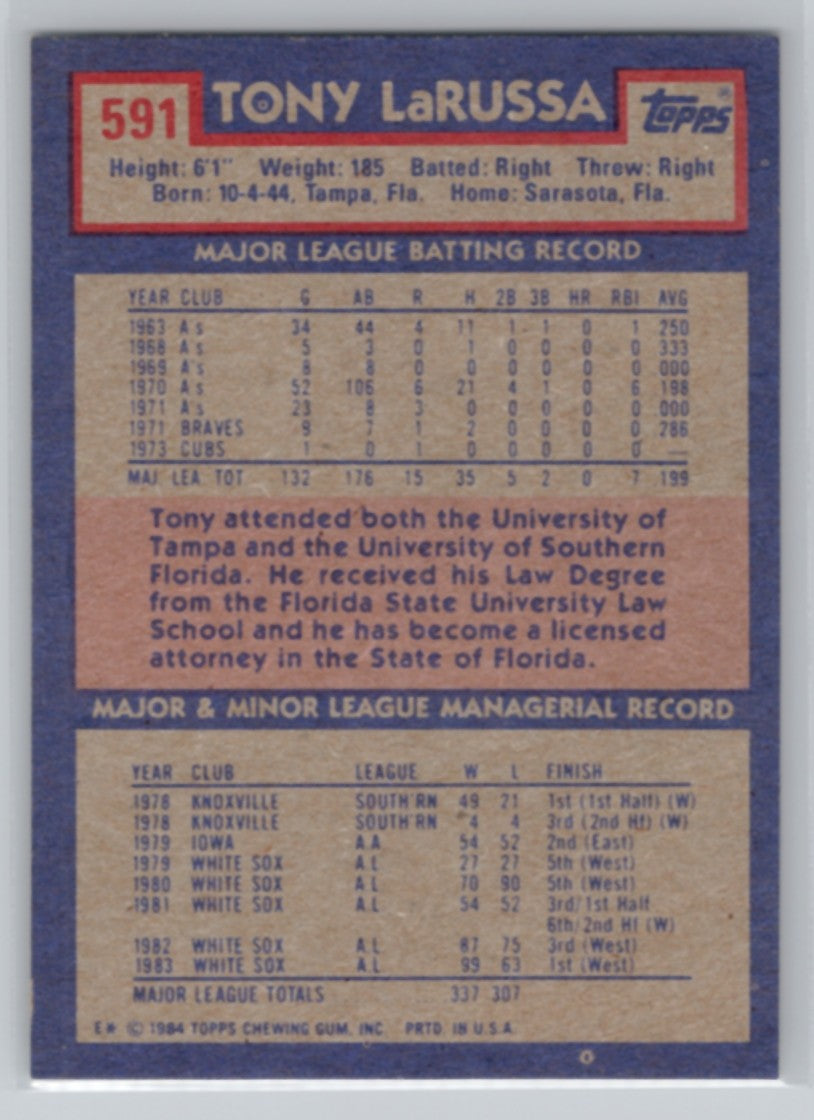 591 TONY LaRUSSA topps®
Height: 6'1" Weight: 185 Batted: Right Threw: Right
Born: 10-4-44, Tampa, Fla. Home: Sarasota, Fla.
MAJOR LEAGUE BATTING RECORD
YEAR CLUB G AB R H 2B 3B HR RBI AVG
1963 A's 34 44 4 11 1 1 0 1 250
1968 A's 5 3 0 1 0 0 0 0 333
1969 A's 8 8 0 0 0 0 0 0 000
1970 A's 52 106 6 21 4 1 0 6 198
1971 A's 23 8 3 0 0 0 0 0 000
1971 BRAVES 9 7 1 2 0 0 0 0 286
1973 CUBS 1 0 1 0 0 0 0 0 —
MAJ LEA TOT 132 176 15 35 5 2 0 7 199
Tony attended both the University of
Tampa and the University of Southern
Florida. He received his Law Degree
from the Florida State University Law
School and he has become a licensed
attorney in the State of Florida.
MAJOR & MINOR LEAGUE MANAGERIAL RECORD
YEAR CLUB LEAGUE W L FINISH
1978 KNOXVILLE SOUTH'RN 49 21 1st (1st Half) (W)
1978 KNOXVILLE SOUTH'RN 4 4 3rd (2nd Hf) (W)
1979 IOWA A.A. 54 52 2nd (East)
1979 WHITE SOX A.L. 27 27 5th (West)
1980 WHITE SOX A.L. 70 90 5th (West)
1981 WHITE SOX A.L. 54 52 3rd/1st Half
6th/2nd Hf (W)
1982 WHITE SOX A.L. 87 75 3rd (West)
1983 WHITE SOX A.L. 99 63 1st (West)
MAJOR LEAGUE TOTALS 337 307
E* © 1984 TOPPS CHEWING GUM, INC. PRTD. IN U.S.A.